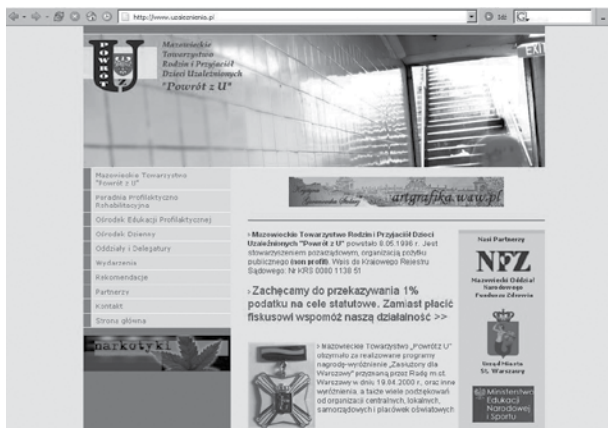 http://www.uzaleznienia.pl
POWRÓT
Z
U
Mazowieckie
Towarzystwo
Rodzin i Przyjaciół
Dzieci Uzależnionych
"Powrót z U"
EXIT
Mazowieckie Towarzystwo
"Powrót z U"
Poradnia Profilaktyczno
Rehabilitacyjna
Ośrodek Edukacji Profilaktycznej
Ośrodek Dzienny
Oddziały i Delegatury
Wydarzenia
Rekomendacje
Partnerzy
Kontakt
Strona główna
narkotyki
artgrafika.waw.pl
› Mazowieckie Towarzystwo Rodzin i Przyjaciół Dzieci
Uzależnionych "Powrót z U" powstało 8.05.1996 r. Jest
stowarzyszeniem pozarządowym, organizacją pożytku
publicznego (non profit). Wpis do Krajowego Rejestru
Sądowego: Nr KRS 0000 1138 51
› Zachęcamy do przekazywania 1%
podatku na cele statutowe. Zamiast płacić
fiskusowi wspomóż naszą działalność >>
› Mazowieckie Towarzystwo „Powrót z U"
otrzymało za realizowane programy
nagrodę-wyróżnienie „Zasłużony dla
Warszawy" przyznaną przez Radę m.st.
Warszawy w dniu 19.04.2000 r, oraz inne
wyróżnienia, a także wiele podziękowań
od organizacji centralnych, lokalnych,
samorządowych i placówek oświatowych
Nasi Partnerzy
NFZ
Mazowiecki Oddział
Narodowego
Funduszu Zdrowia
Urząd Miasta
St. Warszawy
Ministerstwo
Edukacji
Narodowej
i Sportu